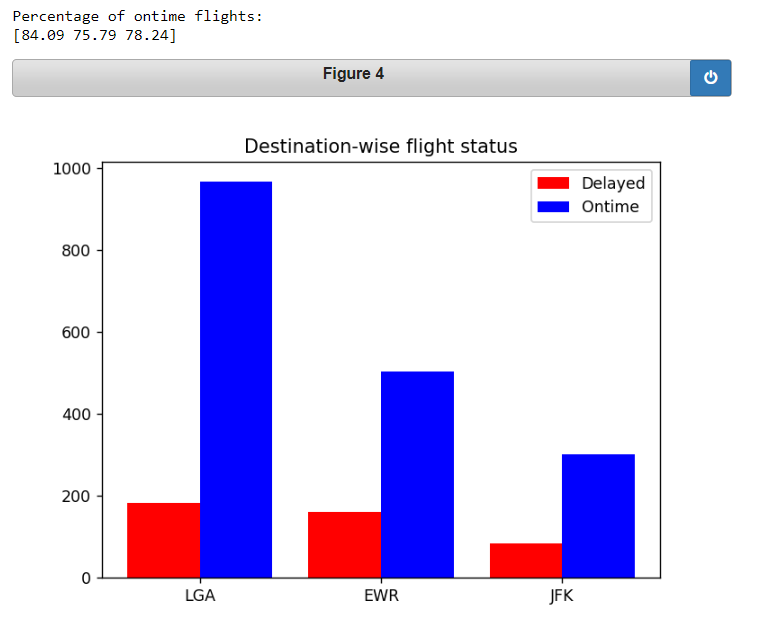 Percentage of ontime flights:
[84.09 75.79 78.24]
Figure 4
Destination-wise flight status
1000
800
600
400
200
0
Delayed
Ontime
LGA
EWR
JFK